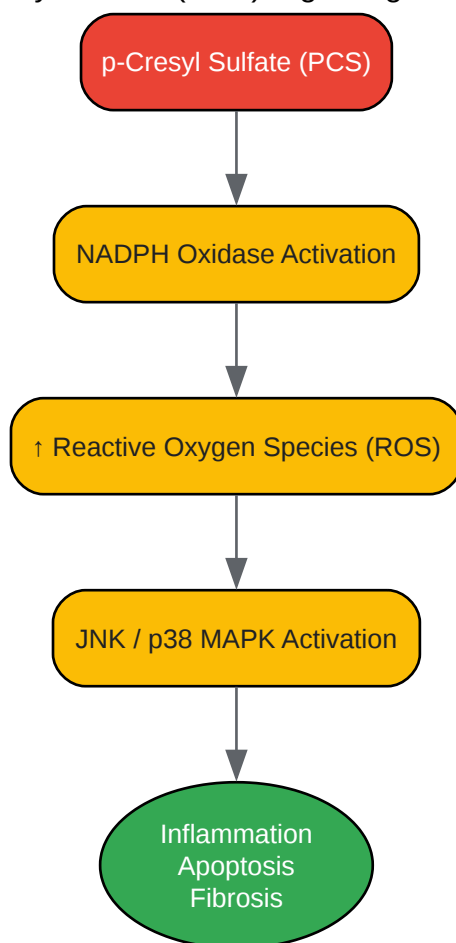 p-Cresyl Sulfate (PCS)
NADPH Oxidase Activation
↑ Reactive Oxygen Species (ROS)
JNK / p38 MAPK Activation
Inflammation
Apoptosis
Fibrosis